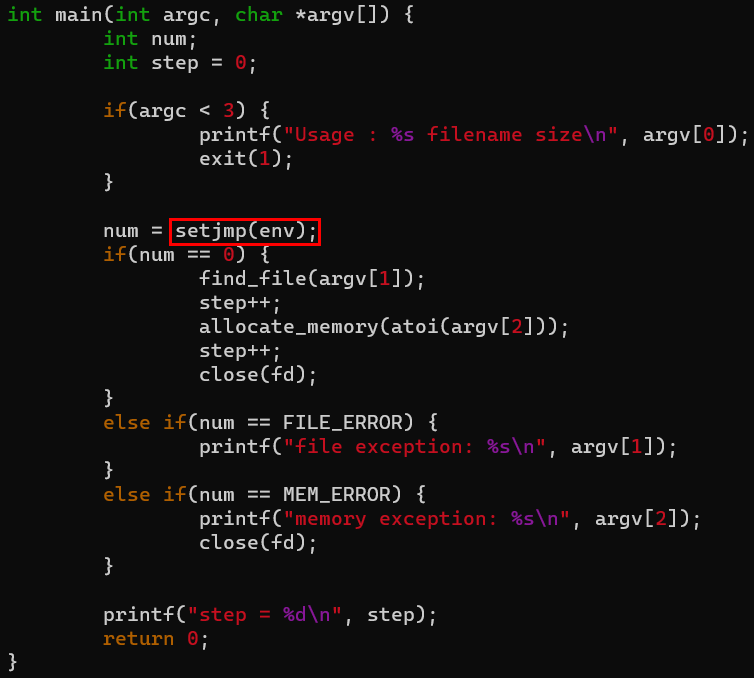 int main(int argc, char *argv[]) {
        int num;
        int step = 0;

        if(argc < 3) {
                printf("Usage : %s filename size\n", argv[0]);
                exit(1);
        }

        num = setjmp(env);
        if(num == 0) {
                find_file(argv[1]);
                step++;
                allocate_memory(atoi(argv[2]));
                step++;
                close(fd);
        }
        else if(num == FILE_ERROR) {
                printf("file exception: %s\n", argv[1]);
        }
        else if(num == MEM_ERROR) {
                printf("memory exception: %s\n", argv[2]);
                close(fd);
        }

        printf("step = %d\n", step);
        return 0;
}